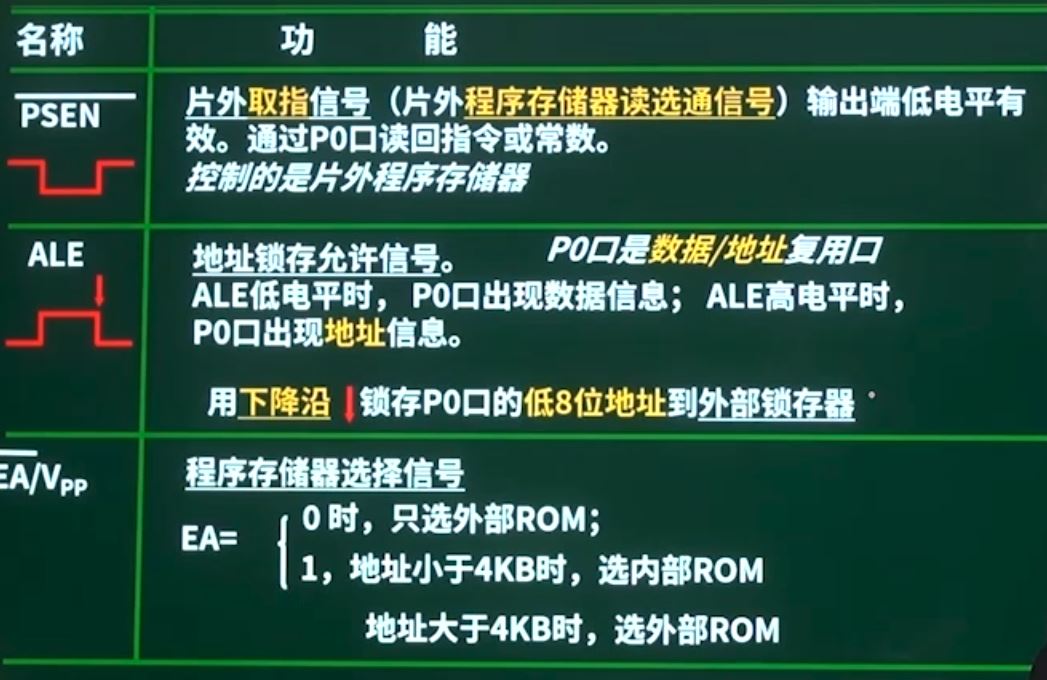 名称 功 能
PSEN 片外取指信号（片外程序存储器读选通信号）输出端低电平有
效。通过P0口读回指令或常数。
控制的是片外程序存储器
ALE 地址锁存允许信号。 P0口是数据/地址复用口
ALE低电平时， P0口出现数据信息； ALE高电平时，
P0口出现地址信息。
用下降沿 锁存P0口的低8位地址到外部锁存器
EA/VPP 程序存储器选择信号
EA= 0 时，只选外部ROM；
1，地址小于4KB时，选内部ROM
地址大于4KB时，选外部ROM